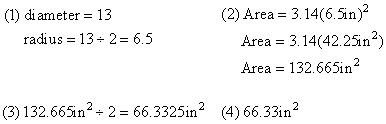 (1) diameter = 13
radius = 13 ÷ 2 = 6.5
(2) Area = 3.14(6.5in)²
Area = 3.14(42.25in²)
Area = 132.665in²
(3) 132.665in² ÷ 2 = 66.3325in²
(4) 66.33in²